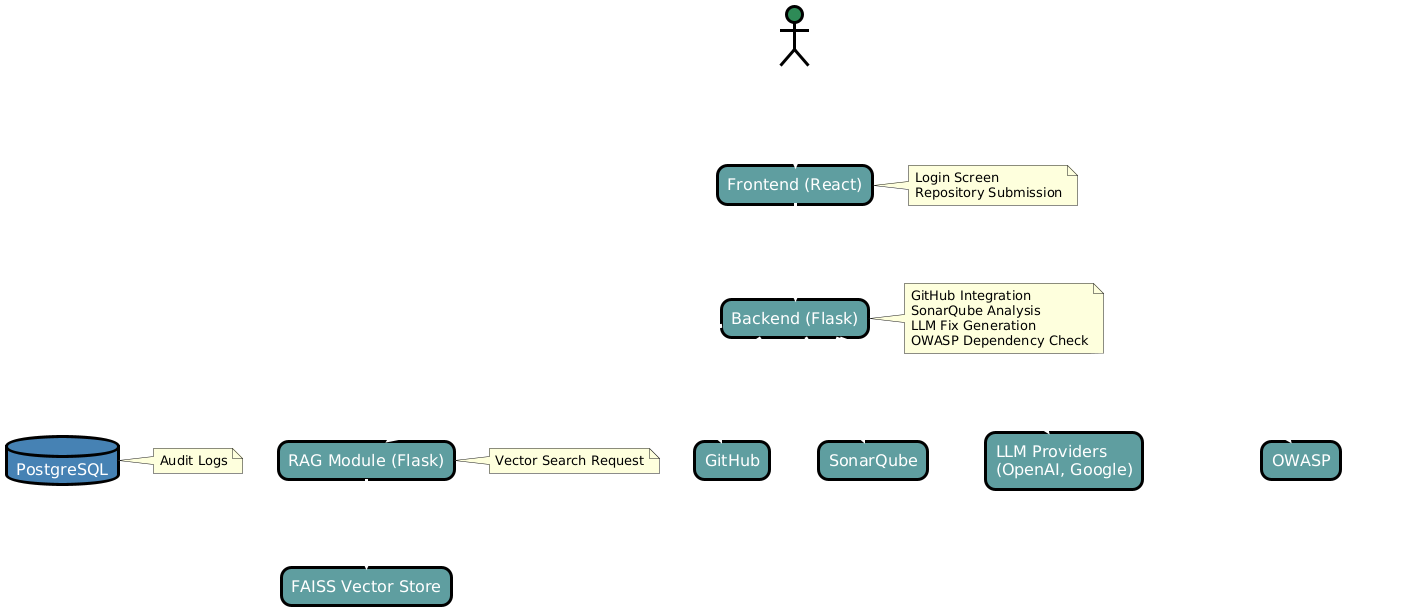 Frontend (React)
Login Screen
Repository Submission
Backend (Flask)
GitHub Integration
SonarQube Analysis
LLM Fix Generation
OWASP Dependency Check
PostgreSQL
Audit Logs
RAG Module (Flask)
Vector Search Request
GitHub
SonarQube
LLM Providers
(OpenAI, Google)
OWASP
FAISS Vector Store